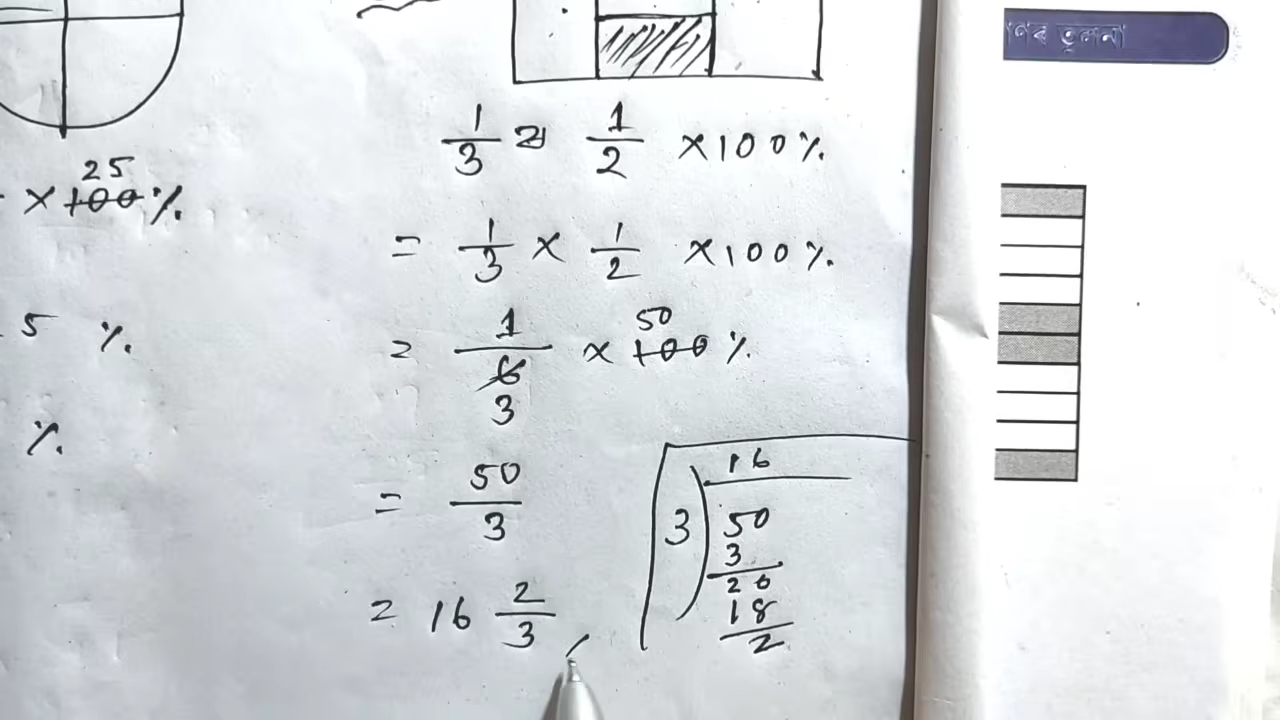 ণৰ তুলনা
25
× 100 %
5 %
%
1/3 ৰ 1/2 × 100 %
= 1/3 × 1/2 × 100 %
50
= 1/6 × 100 %
3
= 50/3
= 16 2/3
16
3) 50
3
20
18
2